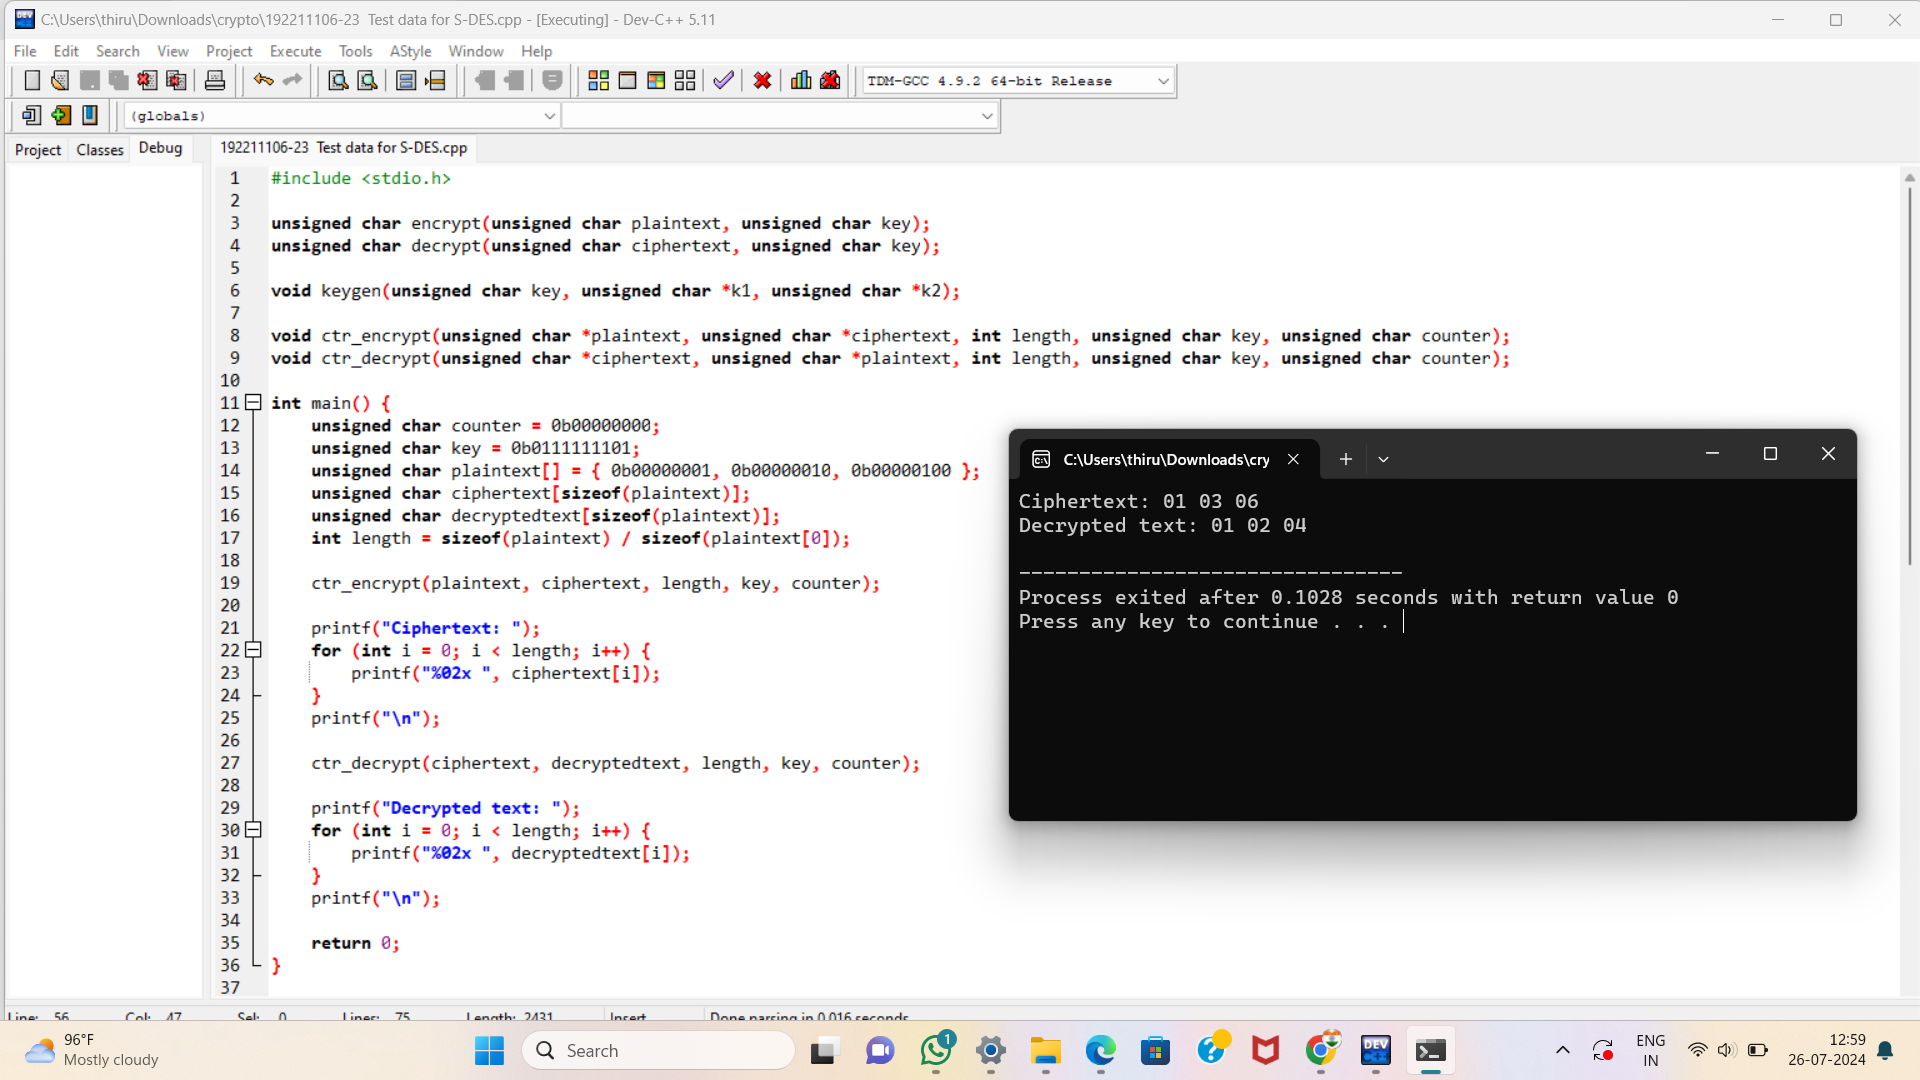 C:\Users\thiru\Downloads\crypto\192211106-23  Test data for S-DES.cpp - [Executing] - Dev-C++ 5.11
File Edit Search View Project Execute Tools AStyle Window Help
TDM-GCC 4.9.2 64-bit Release
(globals)
Project Classes Debug
192211106-23  Test data for S-DES.cpp
1 #include <stdio.h>
2
3 unsigned char encrypt(unsigned char plaintext, unsigned char key);
4 unsigned char decrypt(unsigned char ciphertext, unsigned char key);
5
6 void keygen(unsigned char key, unsigned char *k1, unsigned char *k2);
7
8 void ctr_encrypt(unsigned char *plaintext, unsigned char *ciphertext, int length, unsigned char key, unsigned char counter);
9 void ctr_decrypt(unsigned char *ciphertext, unsigned char *plaintext, int length, unsigned char key, unsigned char counter);
10
11 int main() {
12     unsigned char counter = 0b00000000;
13     unsigned char key = 0b0111111101;
14     unsigned char plaintext[] = { 0b00000001, 0b00000010, 0b00000100 };
15     unsigned char ciphertext[sizeof(plaintext)];
16     unsigned char decryptedtext[sizeof(plaintext)];
17     int length = sizeof(plaintext) / sizeof(plaintext[0]);
18
19     ctr_encrypt(plaintext, ciphertext, length, key, counter);
20
21     printf("Ciphertext: ");
22     for (int i = 0; i < length; i++) {
23         printf("%02x ", ciphertext[i]);
24     }
25     printf("\n");
26
27     ctr_decrypt(ciphertext, decryptedtext, length, key, counter);
28
29     printf("Decrypted text: ");
30     for (int i = 0; i < length; i++) {
31         printf("%02x ", decryptedtext[i]);
32     }
33     printf("\n");
34
35     return 0;
36 }
37
C:\Users\thiru\Downloads\cry
Ciphertext: 01 03 06
Decrypted text: 01 02 04
--------------------------------
Process exited after 0.1028 seconds with return value 0
Press any key to continue . . .
Line: 56 Col: 47 Sel: 0 Lines: 75 Length: 2431 Insert Done parsing in 0.016 seconds
96°F
Mostly cloudy
Search
1
DEV
C++
ENG
IN
12:59
26-07-2024